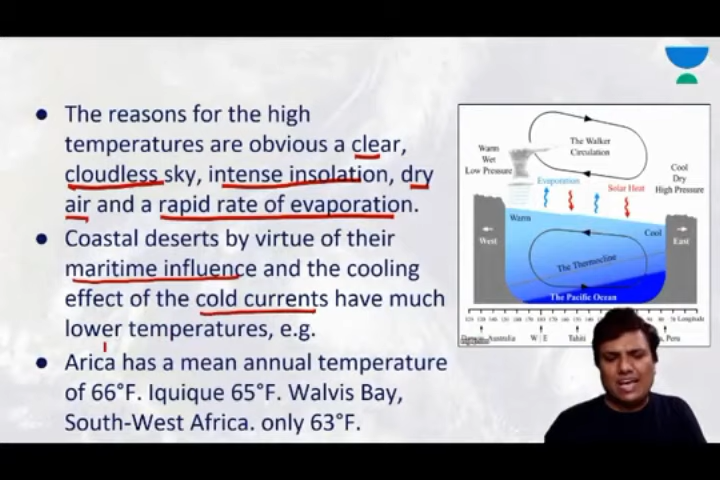 The reasons for the high
temperatures are obvious a clear,
cloudless sky, intense insolation, dry
air and a rapid rate of evaporation.
Coastal deserts by virtue of their
maritime influence and the cooling
effect of the cold currents have much
lower temperatures, e.g.
Arica has a mean annual temperature
of 66°F. Iquique 65°F. Walvis Bay,
South-West Africa. only 63°F.
The Walker
Circulation
Warm
Wet
Low Pressure
Cool
Dry
High Pressure
Evaporation
Solar Heat
Warm
Cool
West
East
The Thermocline
The Pacific Ocean
Longitude
Australia
W | E
Tahiti
Peru